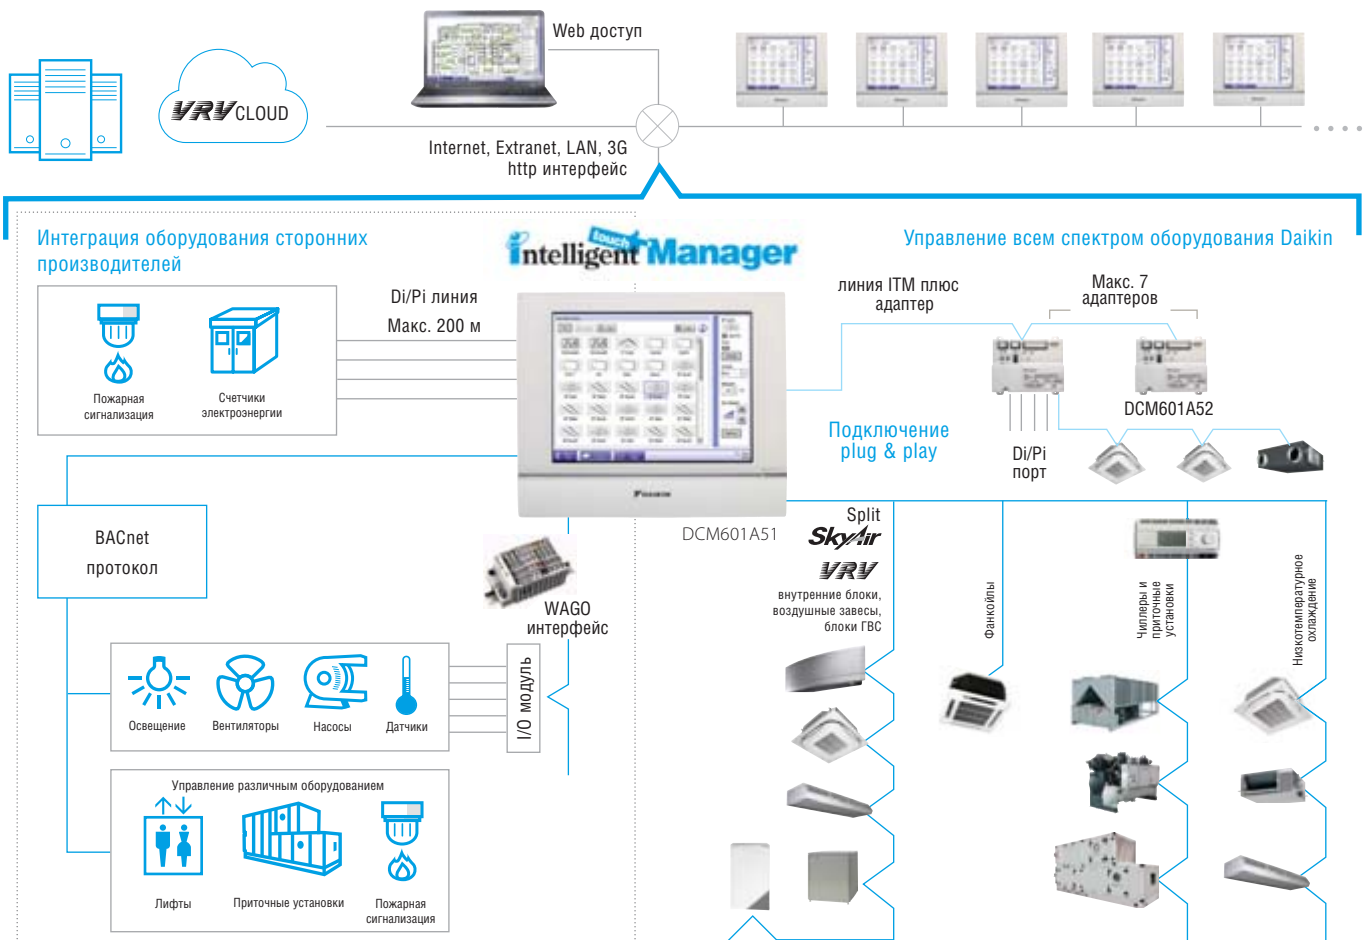 Web доступ
VRV CLOUD
Internet, Extranet, LAN, 3G
http интерфейс
Интеграция оборудования сторонних
производителей
intelligent touch Manager
Управление всем спектром оборудования Daikin
Di/Pi линия
Макс. 200 м
Пожарная
сигнализация
Счетчики
электроэнергии
линия ITM плюс
адаптер
Макс. 7
адаптеров
DCM601A52
Подключение
plug & play
Di/Pi
порт
DAIKIN
DCM601A51
BACnet
протокол
WAGO
интерфейс
Split
SkyAir
VRV
внутренние блоки,
воздушные завесы,
блоки ГВС
Фанкойлы
Чиллеры и
приточные
установки
Низкотемпературное
охлаждение
Освещение
Вентиляторы
Насосы
Датчики
I/O модуль
Управление различным оборудованием
Лифты
Приточные установки
Пожарная
сигнализация